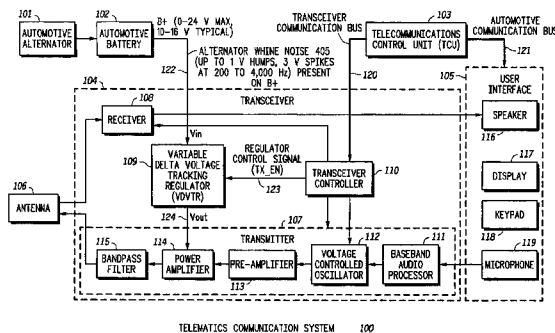 101
AUTOMOTIVE
ALTERNATOR
102
AUTOMOTIVE
BATTERY
B+ (0-24 V MAX,
10-16 V TYPICAL)
TRANSCEIVER
COMMUNICATION BUS
103
TELECOMMUNICATIONS
CONTROL UNIT (TCU)
AUTOMOTIVE
COMMUNICATION BUS
121
ALTERNATOR WHINE NOISE 405
(UP TO 1 V HUMPS, 3 V SPIKES
AT 200 TO 4,000 Hz) PRESENT
ON B+
122
120
104
TRANSCEIVER
105
USER
INTERFACE
108
RECEIVER
SPEAKER
116
Vin
109
VARIABLE
DELTA VOLTAGE
TRACKING
REGULATOR
(VDVTR)
REGULATOR
CONTROL SIGNAL
(TX_EN)
123
TRANSCEIVER
CONTROLLER
110
117
DISPLAY
106
ANTENNA
124
Vout
107
TRANSMITTER
KEYPAD
118
115
BANDPASS
FILTER
114
POWER
AMPLIFIER
PRE-AMPLIFIER
113
112
VOLTAGE
CONTROLLED
OSCILLATOR
111
BASEBAND
AUDIO
PROCESSOR
119
MICROPHONE
TELEMATICS COMMUNICATION SYSTEM 100